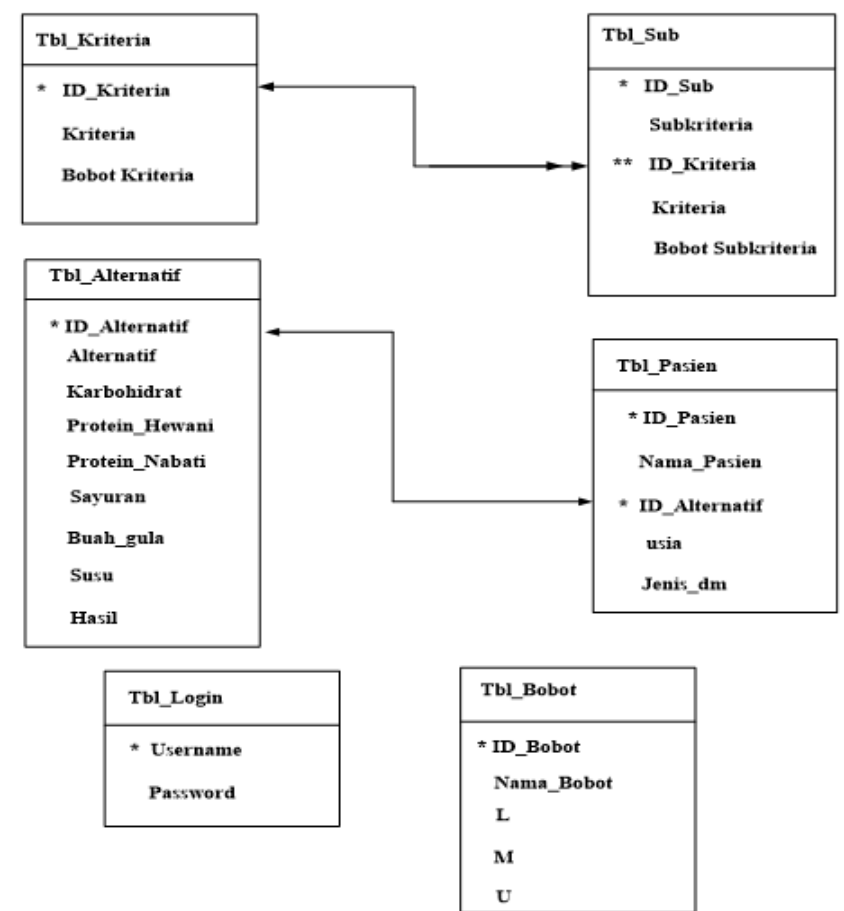 Tbl_Kriteria
* ID_Kriteria
Kriteria
Bobot Kriteria
Tbl_Sub
* ID_Sub
Subkriteria
** ID_Kriteria
Kriteria
Bobot Subkriteria
Tbl_Alternatif
* ID_Alternatif
Alternatif
Karbohidrat
Protein_Hewani
Protein_Nabati
Sayuran
Buah_gula
Susu
Hasil
Tbl_Pasien
* ID_Pasien
Nama_Pasien
* ID_Alternatif
usia
Jenis_dm
Tbl_Login
* Username
Password
Tbl_Bobot
* ID_Bobot
Nama_Bobot
L
M
U